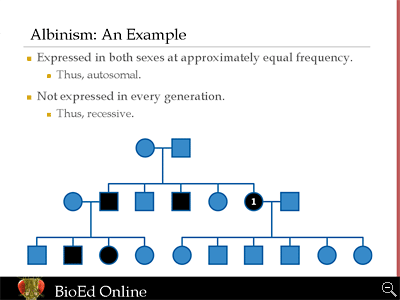 Albinism: An Example
Expressed in both sexes at approximately equal frequency.
Thus, autosomal.
Not expressed in every generation.
Thus, recessive.
1
BioEd Online